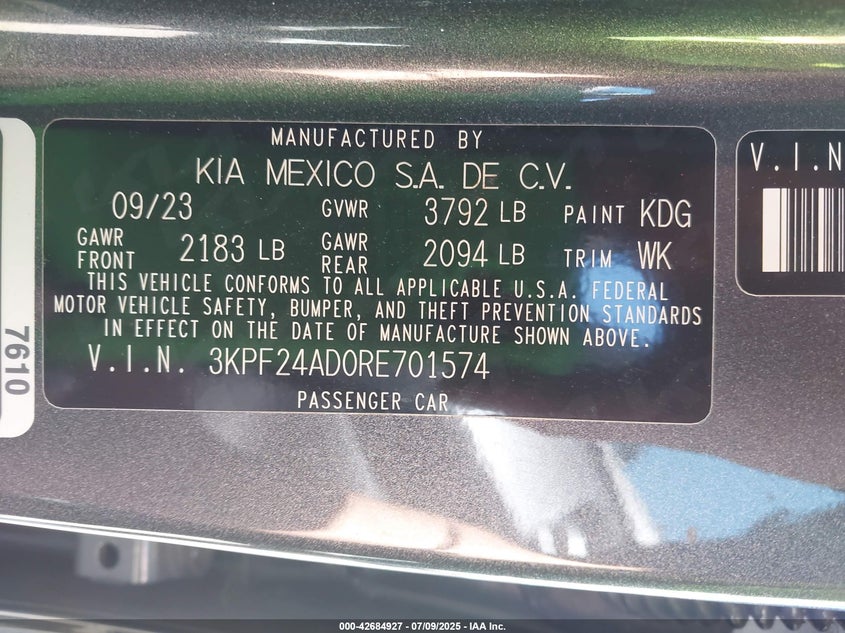 MANUFACTURED BY
KIA MEXICO S.A. DE C.V.
09/23 GVWR 3792 LB PAINT KDG
GAWR FRONT 2183 LB GAWR REAR 2094 LB TRIM WK
THIS VEHICLE CONFORMS TO ALL APPLICABLE U.S.A. FEDERAL
MOTOR VEHICLE SAFETY, BUMPER, AND THEFT PREVENTION STANDARDS
IN EFFECT ON THE DATE OF MANUFACTURE SHOWN ABOVE.
V.I.N. 3KPF24AD0RE701574
PASSENGER CAR
V.I.N
7610
000-42684927 - 07/09/2025 - IAA Inc.